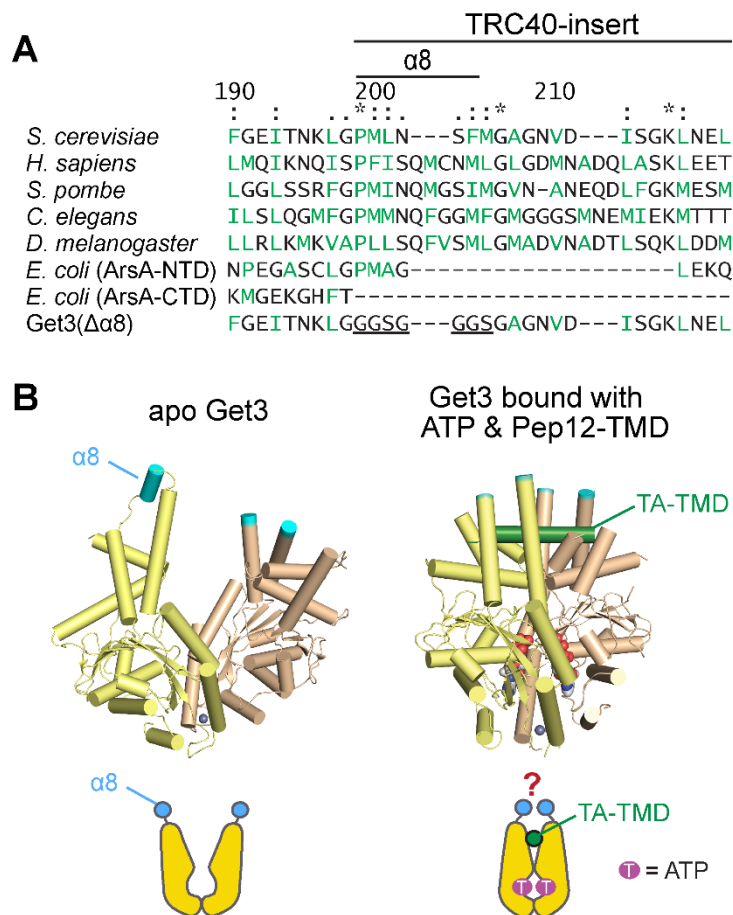 TRC40-insert
A
α8
190 200 210
: : ..*::. .:: * : : *:
S. cerevisiae FGEITNKLGPMLN---SFMGAGNVD---ISGKLNEL
H. sapiens LMQIKNQISPFISQMCNMLGLGDMNADQLASKLEET
S. pombe LGGLSSRFGPMINQMGSIMGVN-ANEQDLFGKMESM
C. elegans ILSLQGMFGPMMNQFGGMFGMGGGSMNEMIEKMTTT
D. melanogaster LLRLKMKVAPLLSQFVSMLGMADVNADTLSQKLDDM
E. coli (ArsA-NTD) NPEGASCLGPMAG-------------------LEKQ
E. coli (ArsA-CTD) KMGEKGHFT---------------------------
Get3(Δα8) FGEITNKLGGGSG---GGSGAGNVD---ISGKLNEL
B
apo Get3
Get3 bound with
ATP & Pep12-TMD
α8
TA-TMD
α8
?
TA-TMD
T T
T = ATP